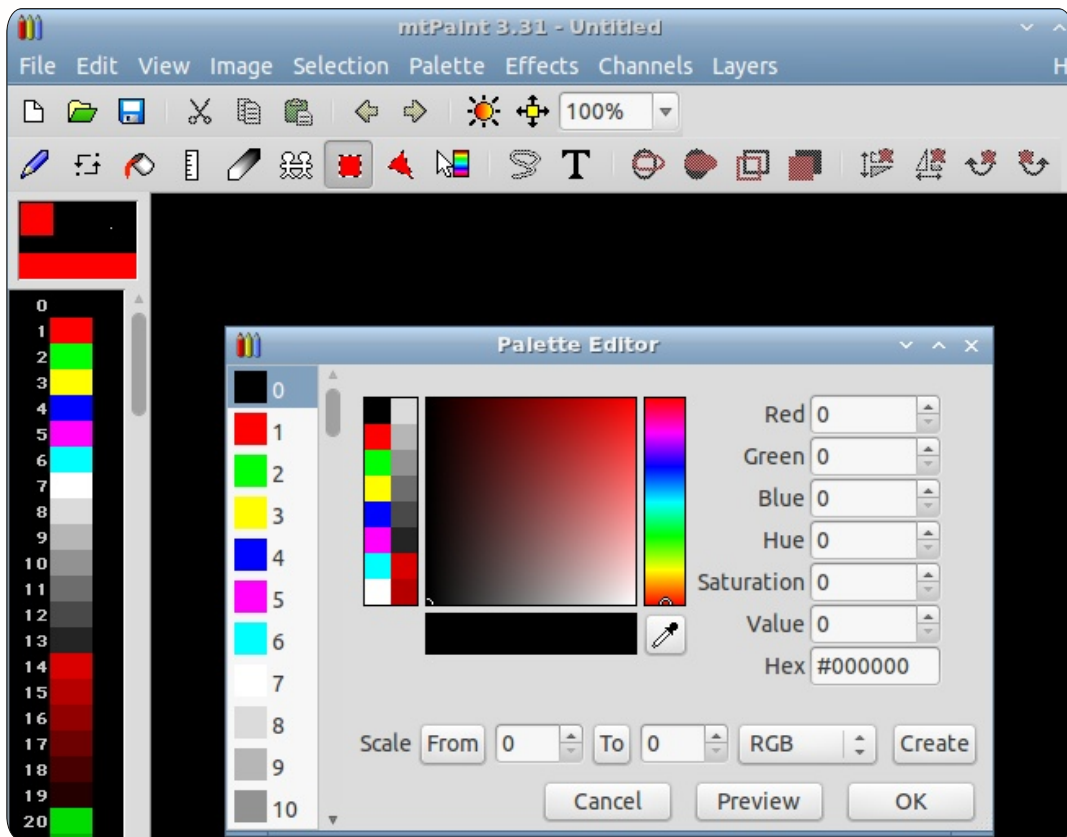 mtPaint 3.31 - Untitled
File Edit View Image Selection Palette Effects Channels Layers H
100%
T
0
1
2
3
4
5
6
7
8
9
10
11
12
13
14
15
16
17
18
19
20
Palette Editor
0
1
2
3
4
5
6
7
8
9
10
Red 0
Green 0
Blue 0
Hue 0
Saturation 0
Value 0
Hex #000000
Scale From 0 To 0 RGB Create
Cancel Preview OK